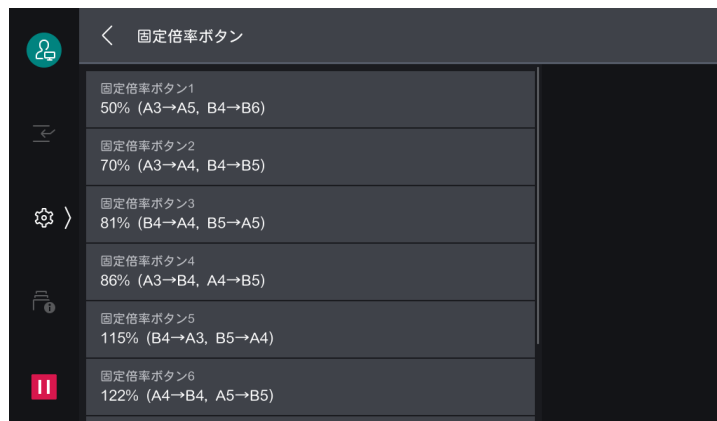 固定倍率ボタン
固定倍率ボタン1
50% (A3→A5, B4→B6)
固定倍率ボタン2
70% (A3→A4, B4→B5)
固定倍率ボタン3
81% (B4→A4, B5→A5)
固定倍率ボタン4
86% (A3→B4, A4→B5)
固定倍率ボタン5
115% (B4→A3, B5→A4)
固定倍率ボタン6
122% (A4→B4, A5→B5)